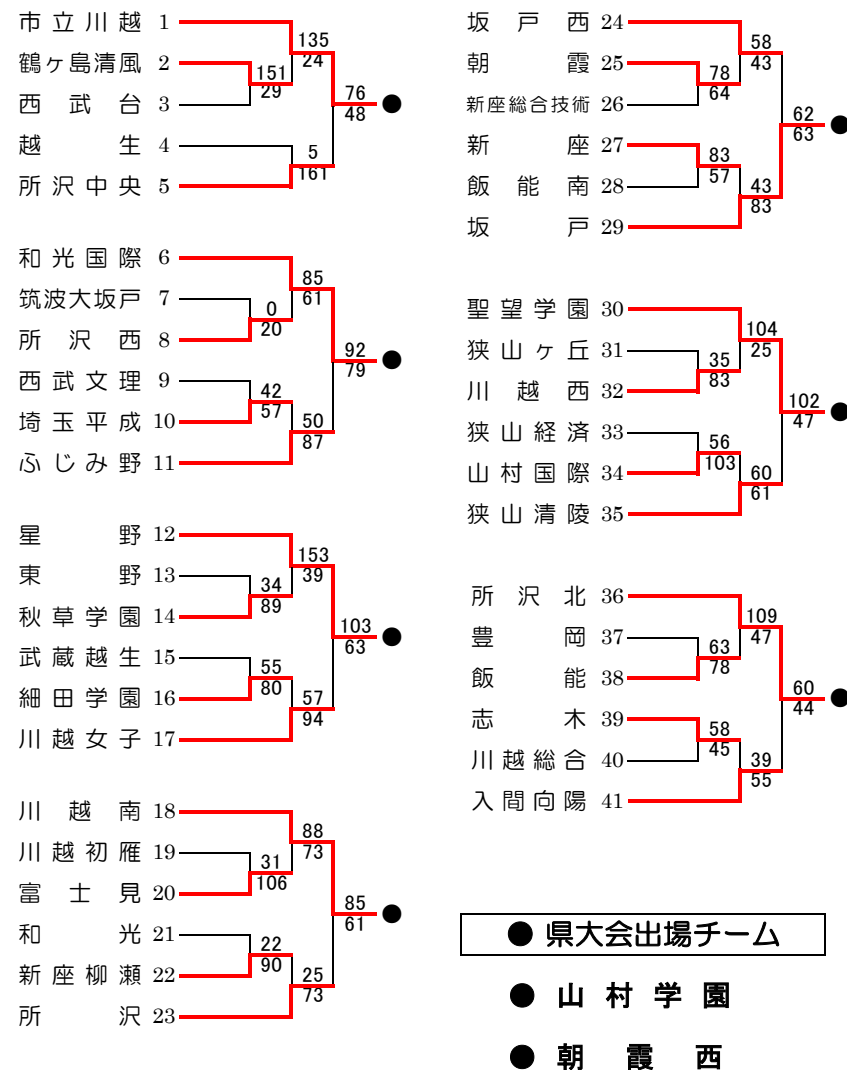 市立川越 1
135
24
鶴ヶ島清風 2
151
29
西武台 3
76
48
●
越生 4
5
161
所沢中央 5
和光国際 6
85
61
筑波大坂戸 7
0
20
所沢西 8
92
79
●
西武文理 9
42
57
埼玉平成 10
50
87
ふじみ野 11
星野 12
153
39
東野 13
34
89
秋草学園 14
103
63
●
武蔵越生 15
55
80
細田学園 16
57
94
川越女子 17
川越南 18
88
73
川越初雁 19
31
106
富士見 20
85
61
●
和光 21
22
90
新座柳瀬 22
25
73
所沢 23
坂戸西 24
58
43
朝霞 25
78
64
新座総合技術 26
62
63
●
新座 27
83
57
飯能南 28
43
83
坂戸 29
聖望学園 30
104
25
狭山ヶ丘 31
35
83
川越西 32
102
47
●
狭山経済 33
56
103
山村国際 34
60
61
狭山清陵 35
所沢北 36
109
47
豊岡 37
63
78
飯能 38
60
44
●
志木 39
58
45
川越総合 40
39
55
入間向陽 41
● 県大会出場チーム
● 山村学園
● 朝霞西